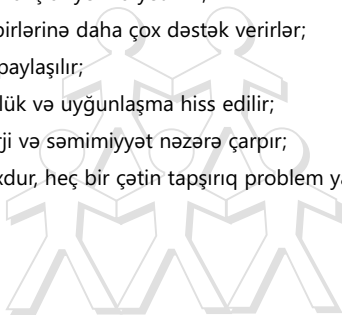 birlərinə daha çox dəstək verirlər;
paylaşılır;
lük və uyğunlaşma hiss edilir;
ji və səmimiyyət nəzərə çarpır;
xdur, heç bir çətin tapşırıq problem ya